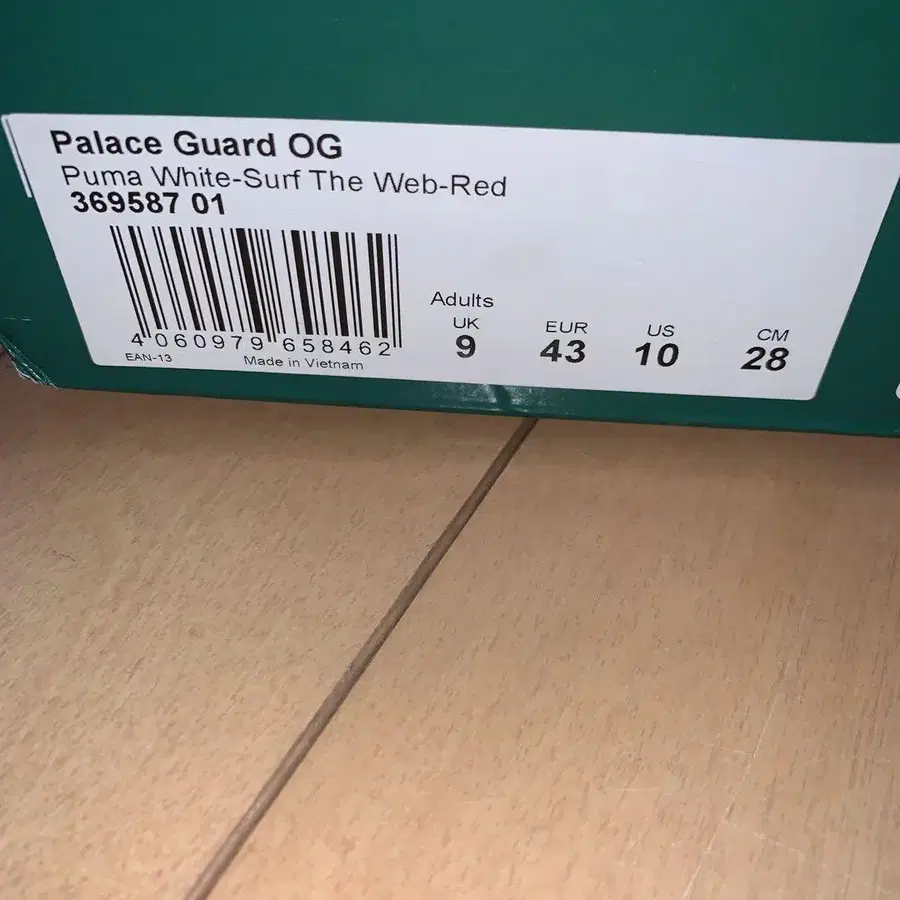 Palace Guard OG
Puma White-Surf The Web-Red
369587 01
4 060979 658462
EAN-13 Made in Vietnam
Adults
UK EUR US CM
9 43 10 28